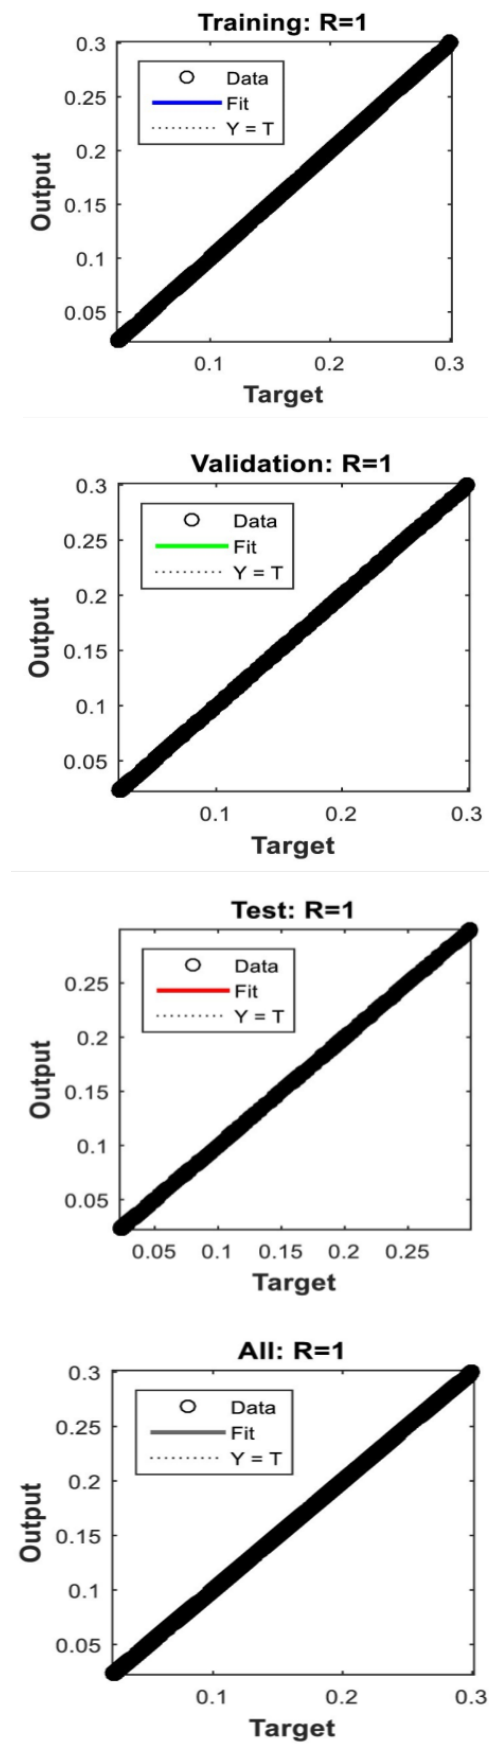 Training: R=1
0.3
0.25
0.2
0.15
0.1
0.05
Output
Data
Fit
Y = T
0.1 0.2 0.3
Target
Validation: R=1
0.3
0.25
0.2
0.15
0.1
0.05
Output
Data
Fit
Y = T
0.1 0.2 0.3
Target
Test: R=1
0.25
0.2
0.15
0.1
0.05
Output
Data
Fit
Y = T
0.05 0.1 0.15 0.2 0.25
Target
All: R=1
0.3
0.25
0.2
0.15
0.1
0.05
Output
Data
Fit
Y = T
0.1 0.2 0.3
Target